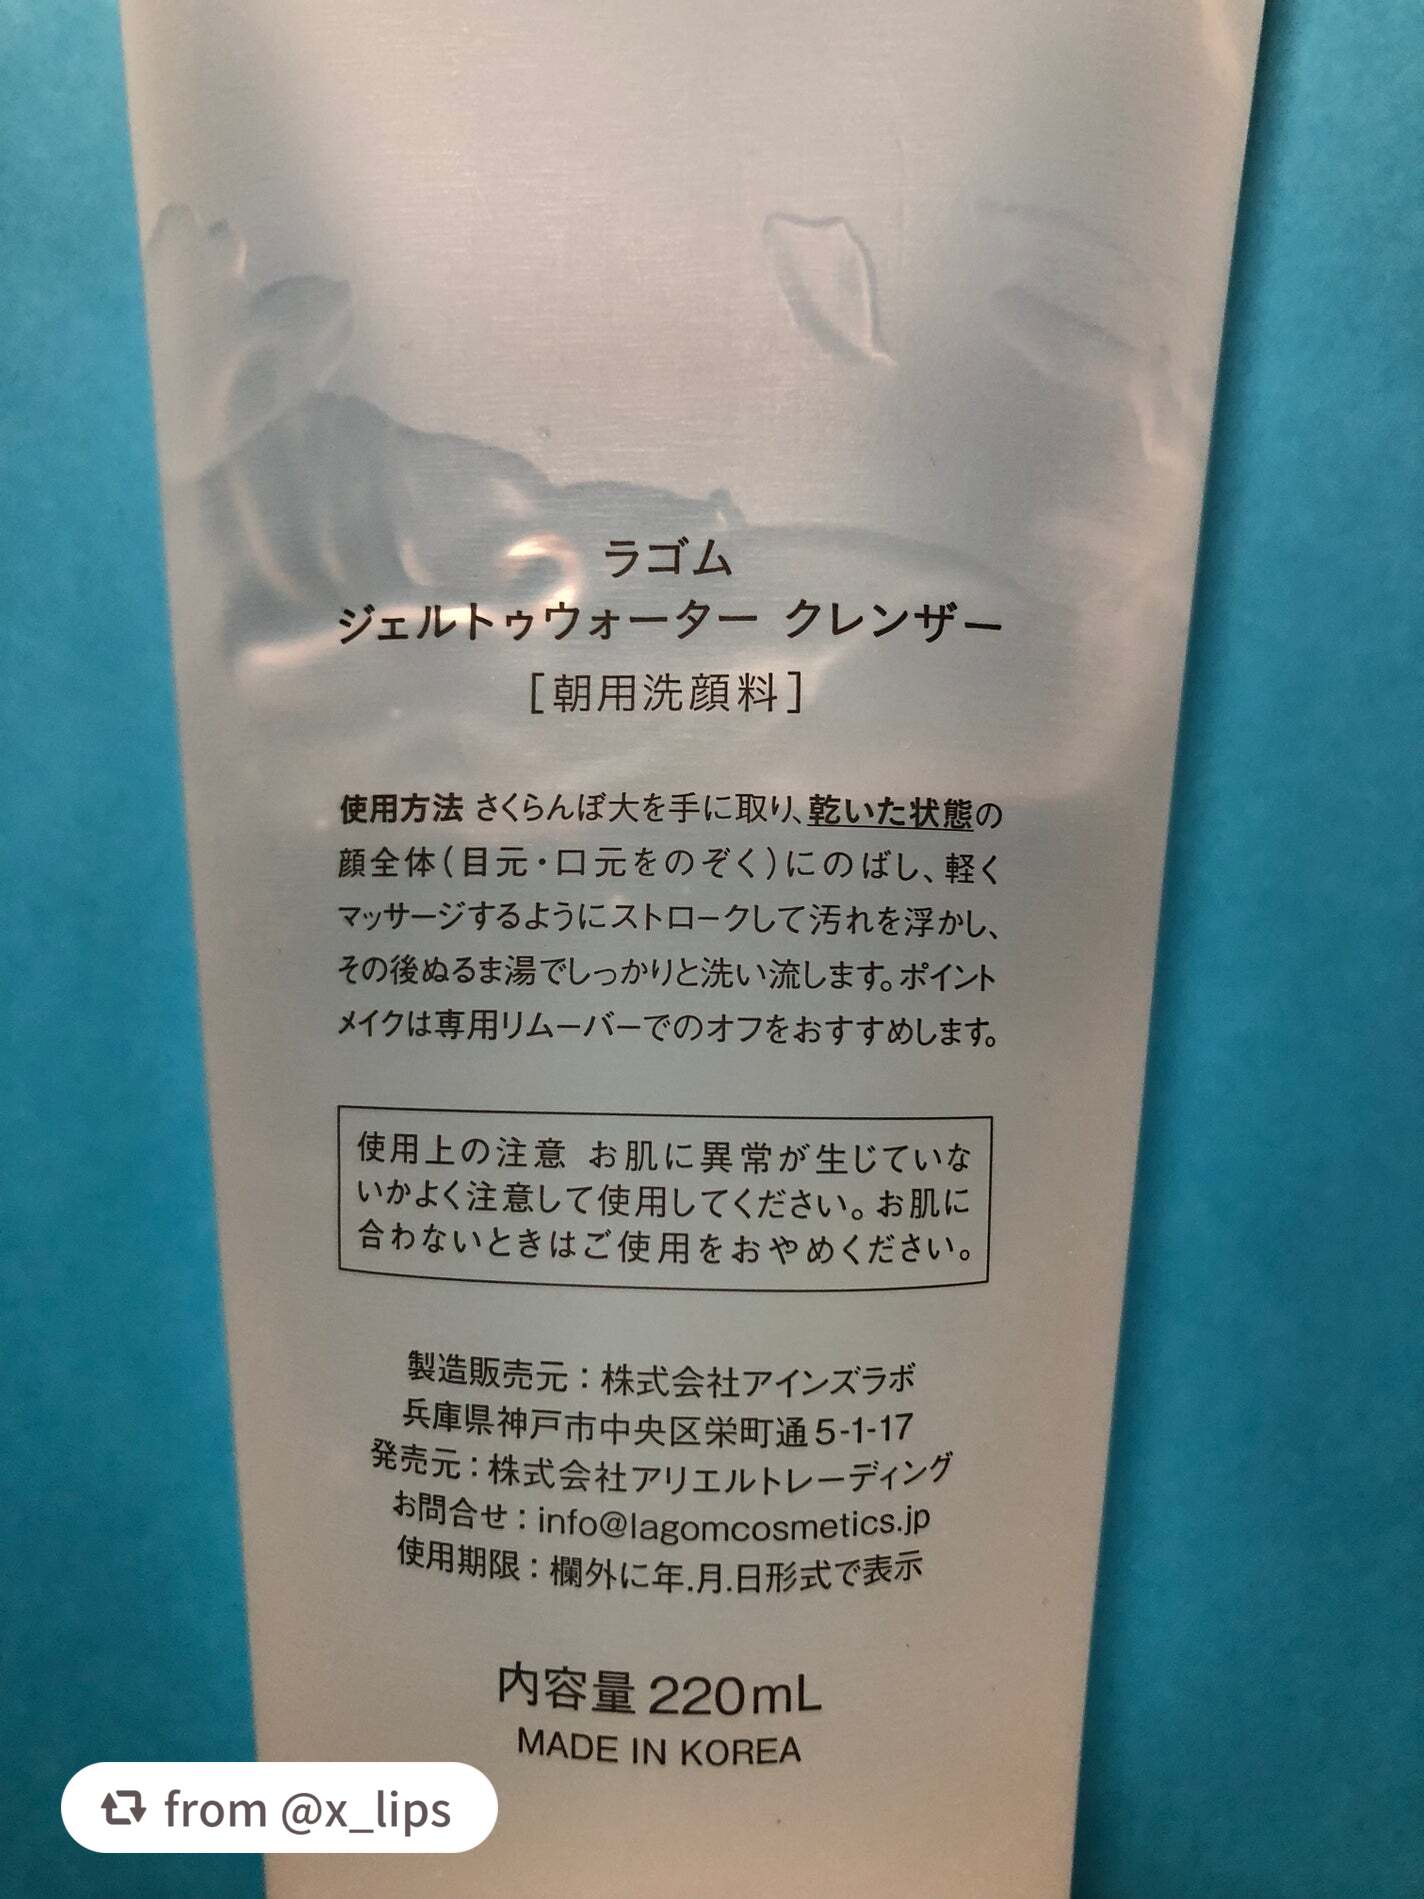 ラゴム
ジェルトゥウォーター クレンザー
[朝用洗顔料]
使用方法 さくらんぼ大を手に取り、乾いた状態の
顔全体(目元・口元をのぞく)にのばし、軽く
マッサージするようにストロークして汚れを浮かし、
その後ぬるま湯でしっかりと洗い流します。ポイント
メイクは専用リムーバーでのオフをおすすめします。
使用上の注意 お肌に異常が生じていな
いかよく注意して使用してください。お肌に
合わないときはご使用をおやめください。
製造販売元：株式会社アインズラボ
兵庫県神戸市中央区栄町通5-1-17
発売元：株式会社アリエルトレーディング
お問合せ：info@lagomcosmetics.jp
使用期限：欄外に年.月.日形式で表示
内容量 220mL
MADE IN KOREA
from @x_lips